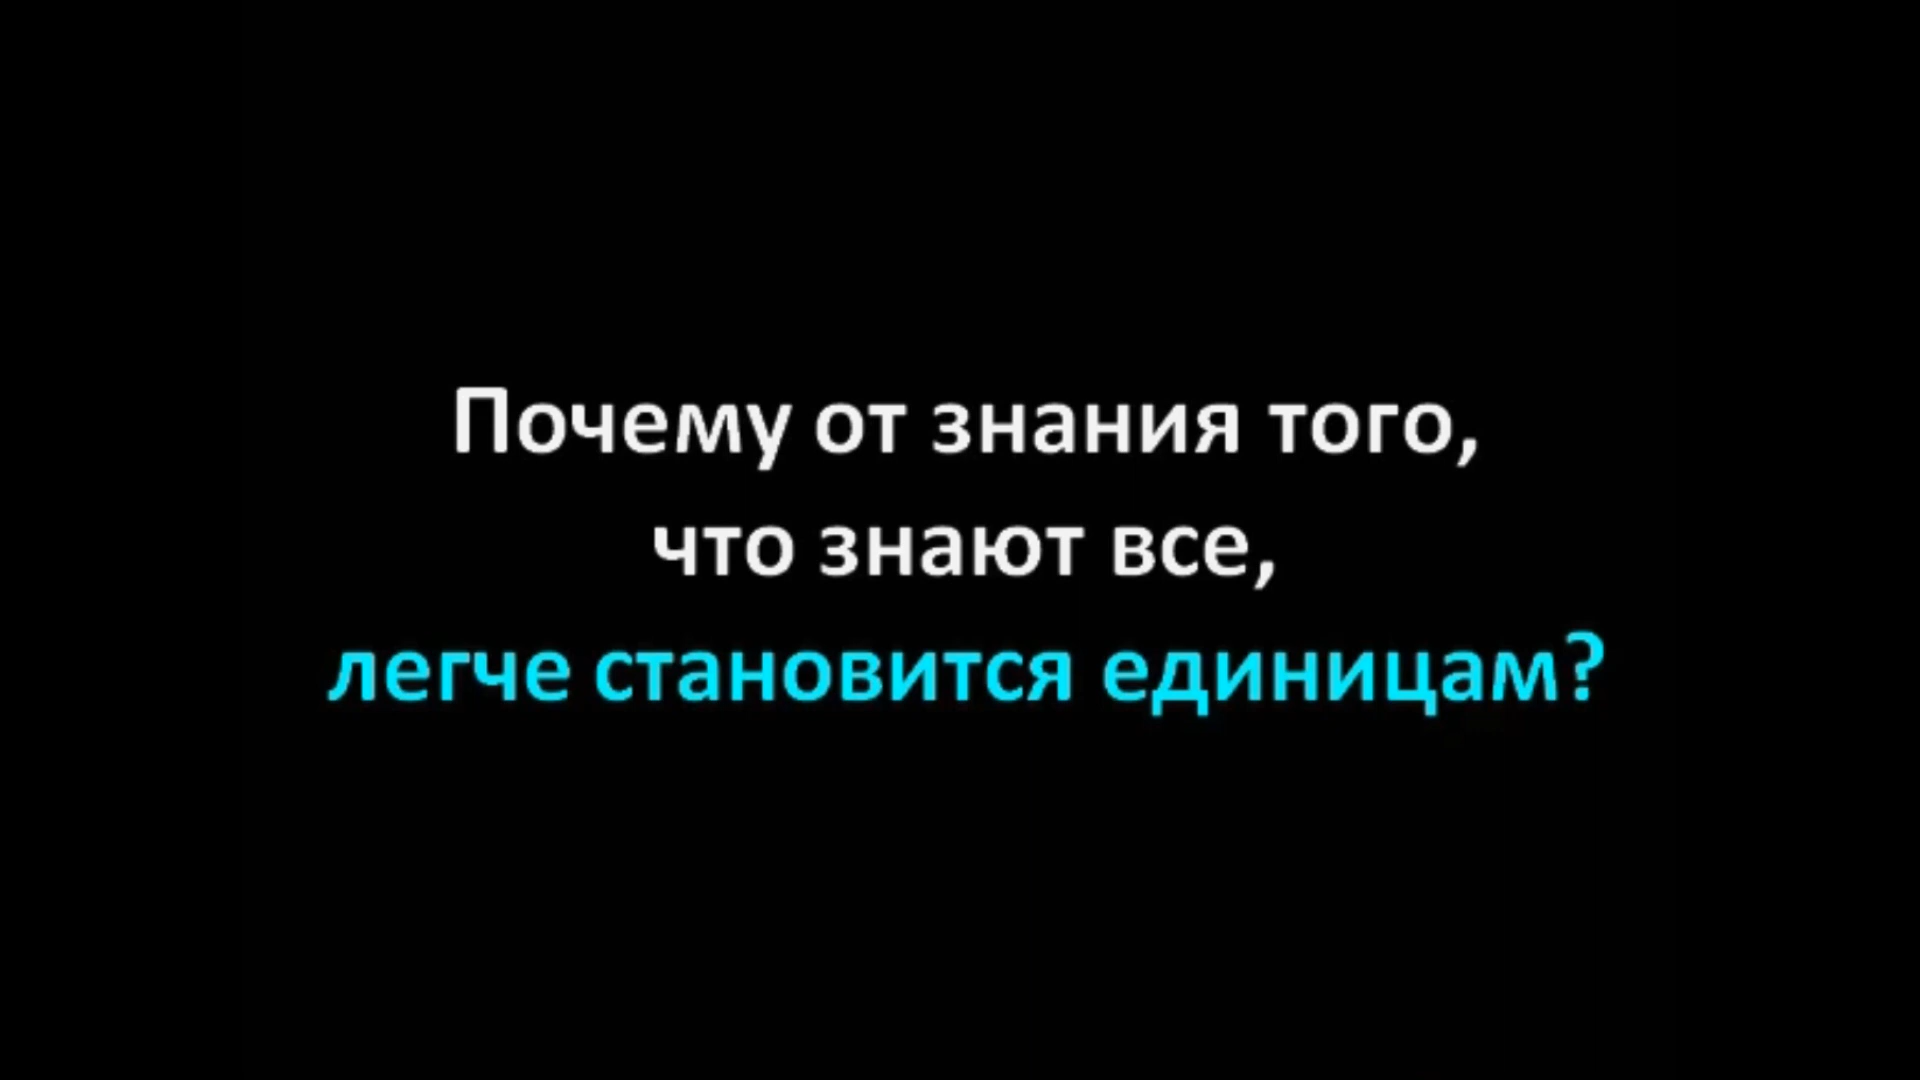 Почему от знания того,
что знают все,
легче становится единицам?